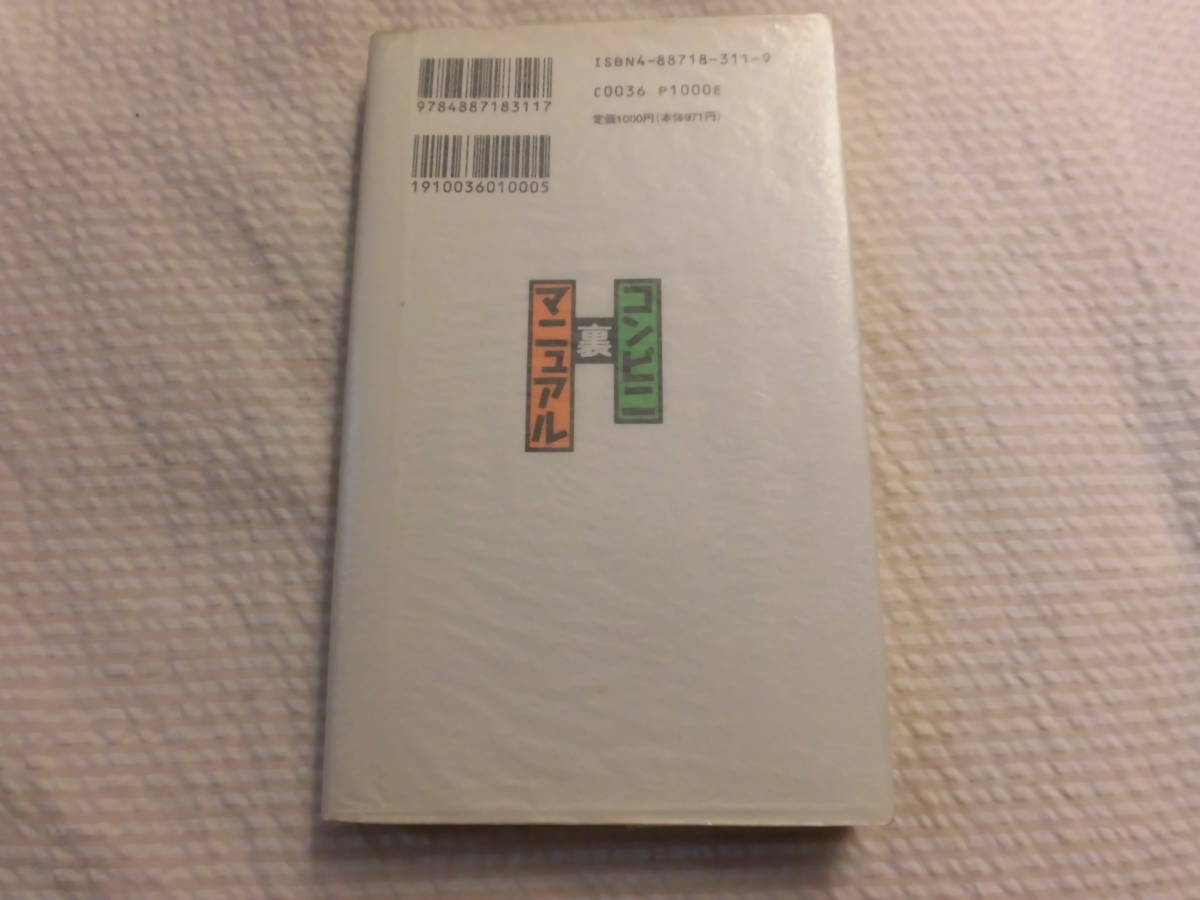 9784887183117
1910036010005
ISBN4-88718-311-9
C0036 P1000E
定価1000円(本体971円)
コンビニ
裏
マニュアル